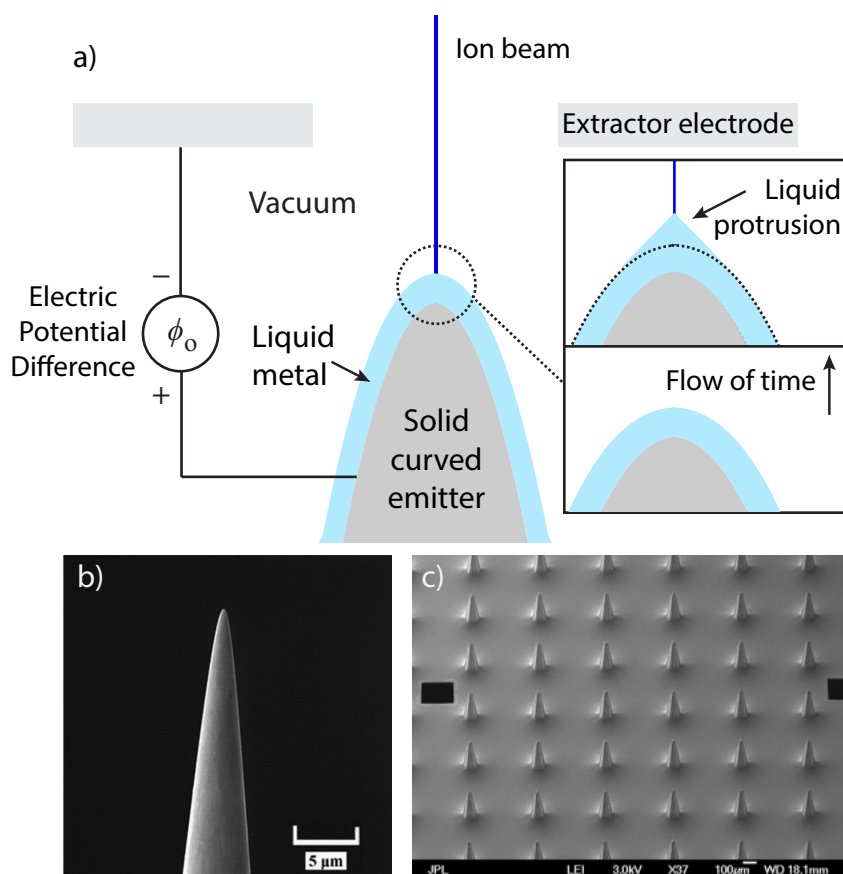 a)
Ion beam
Extractor electrode
Vacuum
Liquid
protrusion
−
Electric
Potential
Difference
ϕo
+
Liquid
metal
Flow of time
Solid
curved
emitter
b)
5 µm
c)
JPL LEI 3.0kV X37 100µm WD 18.1mm